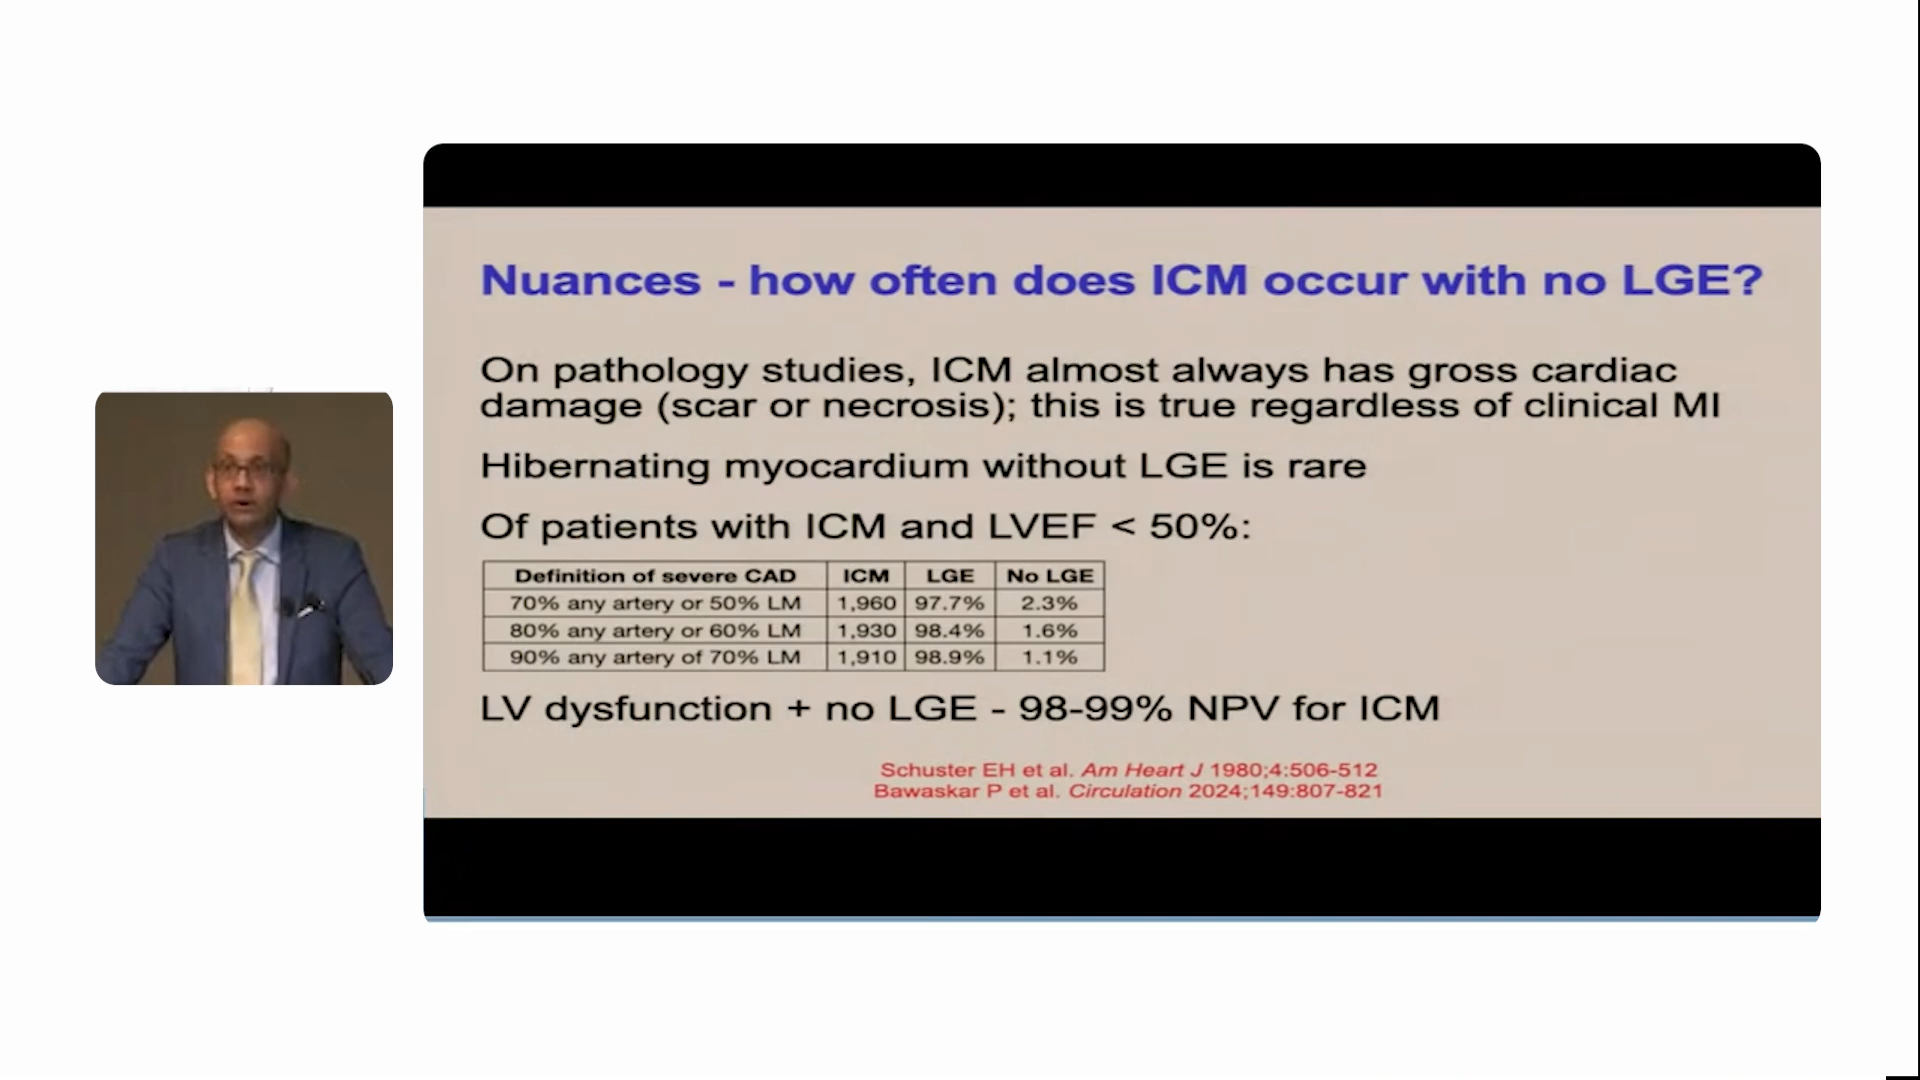 Nuances - how often does ICM occur with no LGE?
On pathology studies, ICM almost always has gross cardiac
damage (scar or necrosis); this is true regardless of clinical MI
Hibernating myocardium without LGE is rare
Of patients with ICM and LVEF < 50%:
Definition of severe CAD ICM LGE No LGE
70% any artery or 50% LM 1,960 97.7% 2.3%
80% any artery or 60% LM 1,930 98.4% 1.6%
90% any artery of 70% LM 1,910 98.9% 1.1%
LV dysfunction + no LGE - 98-99% NPV for ICM
Schuster EH et al. Am Heart J 1980;4:506-512
Bawaskar P et al. Circulation 2024;149:807-821